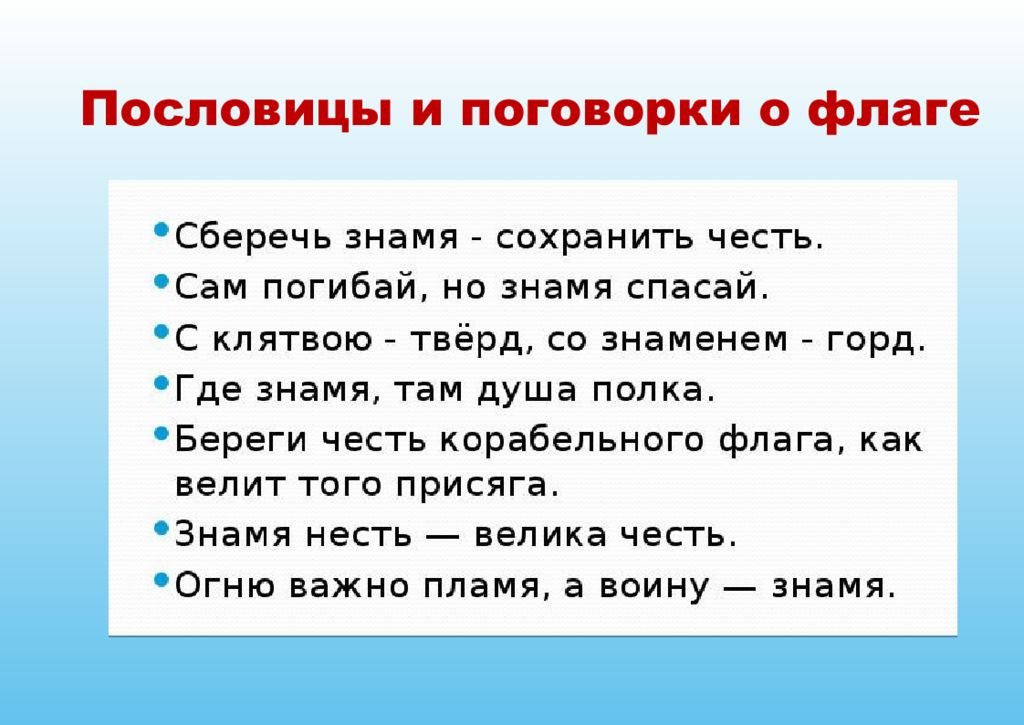 Пословицы и поговорки о флаге
•Сберечь знамя - сохранить честь.
•Сам погибай, но знамя спасай.
•С клятвою - твёрд, со знаменем - горд.
•Где знамя, там душа полка.
•Береги честь корабельного флага, как
велит того присяга.
•Знамя несть — велика честь.
•Огню важно пламя, а воину — знамя.